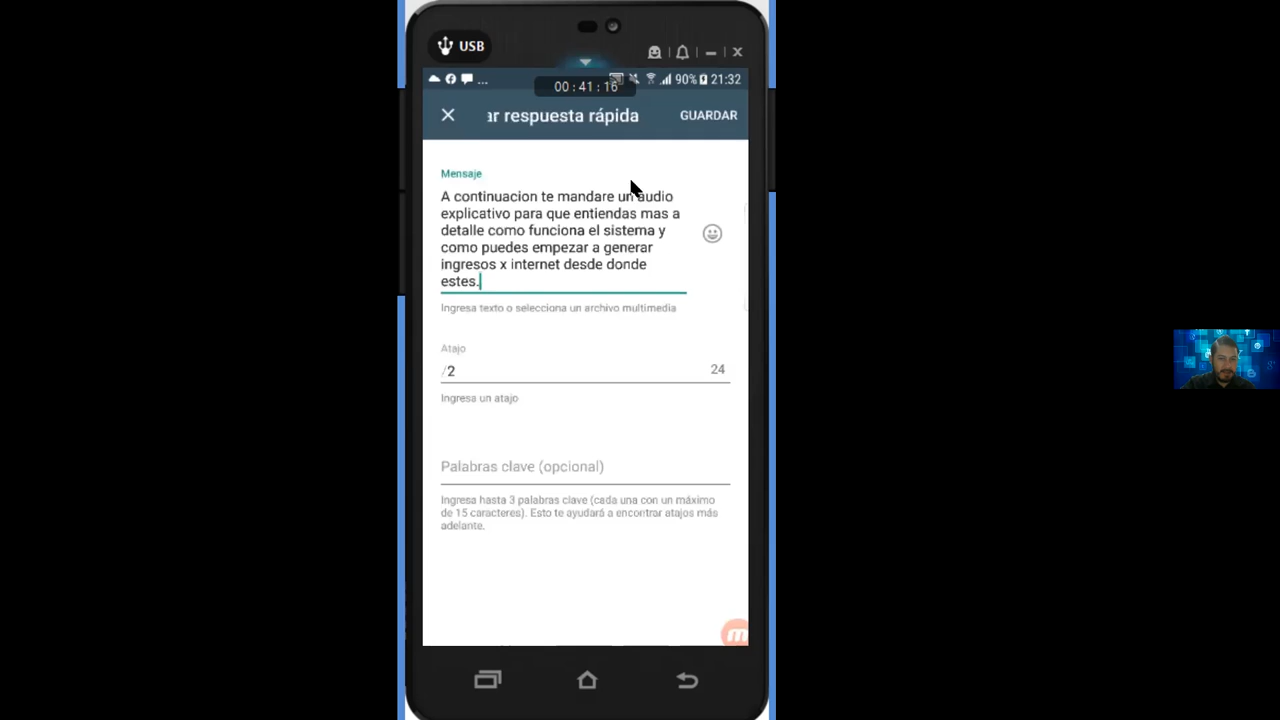 USB
... 90% 21:32
00:41:16
ar respuesta rápida GUARDAR
Mensaje
A continuacion te mandare un audio
explicativo para que entiendas mas a
detalle como funciona el sistema y
como puedes empezar a generar
ingresos x internet desde donde
estes.
Ingresa texto o selecciona un archivo multimedia
Atajo
/2 24
Ingresa un atajo
Palabras clave (opcional)
Ingresa hasta 3 palabras clave (cada una con un máximo
de 15 caracteres). Esto te ayudará a encontrar atajos más
adelante.